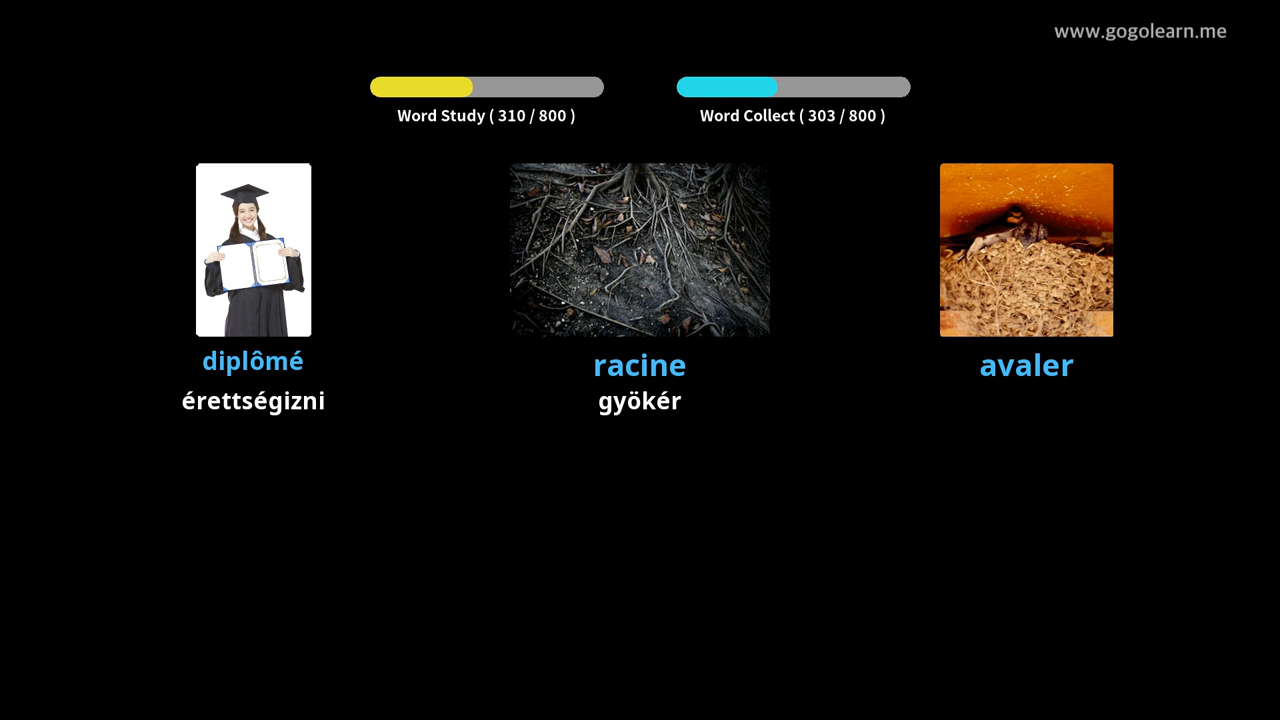 www.gogolearn.me
Word Study ( 310 / 800 )
Word Collect ( 303 / 800 )
diplômé
érettségizni
racine
gyökér
avaler